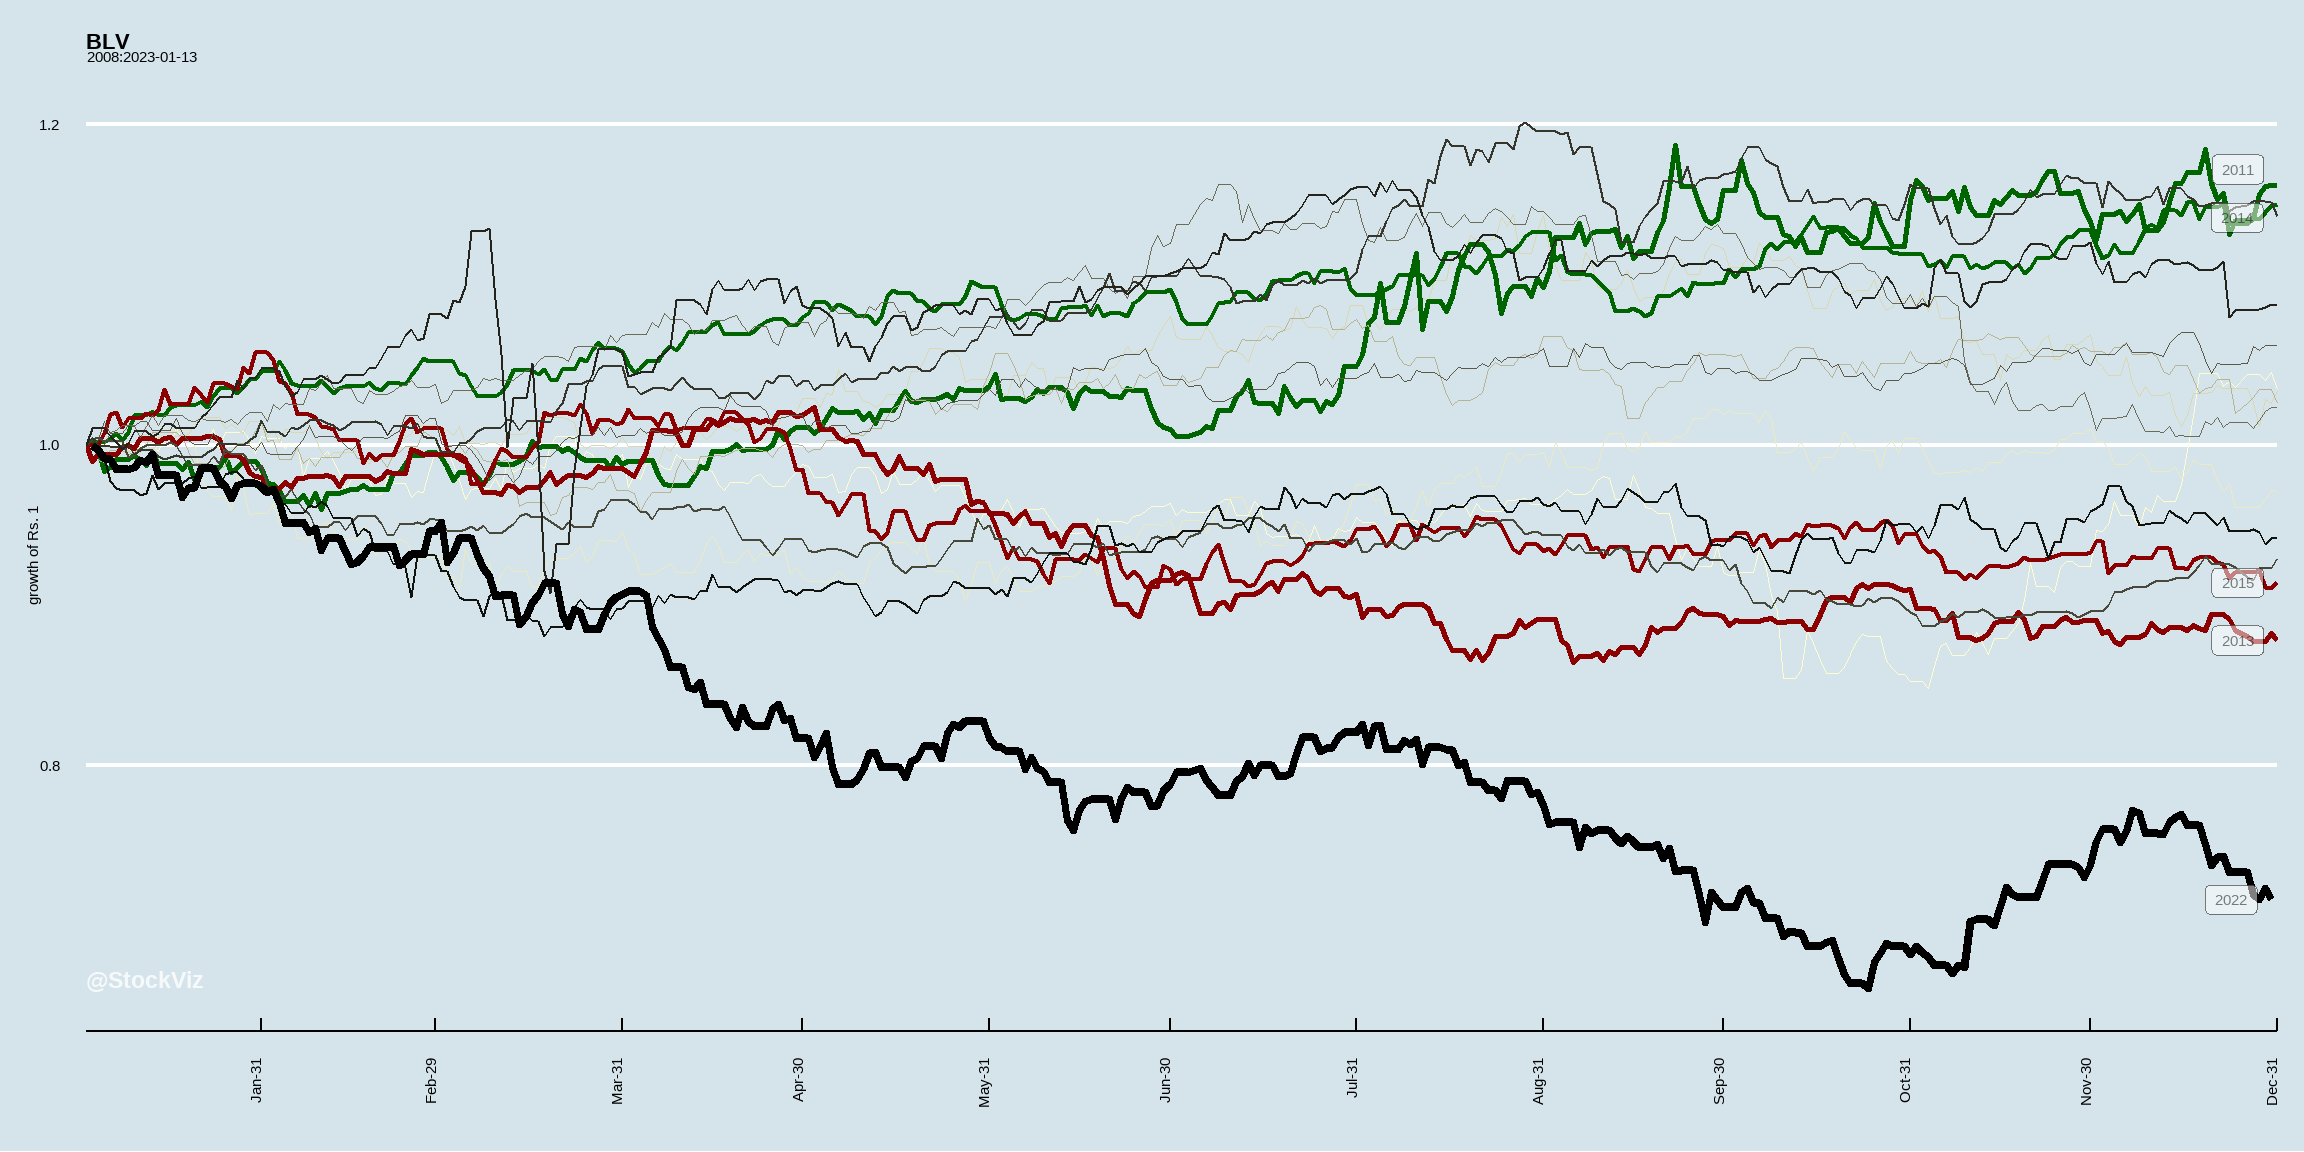 BLV
2008:2023-01-13
1.2
2011
2014
1.0
growth of Rs. 1
2015
2013
0.8
2022
@StockViz
Jan-31
Feb-29
Mar-31
Apr-30
May-31
Jun-30
Jul-31
Aug-31
Sep-30
Oct-31
Nov-30
Dec-31